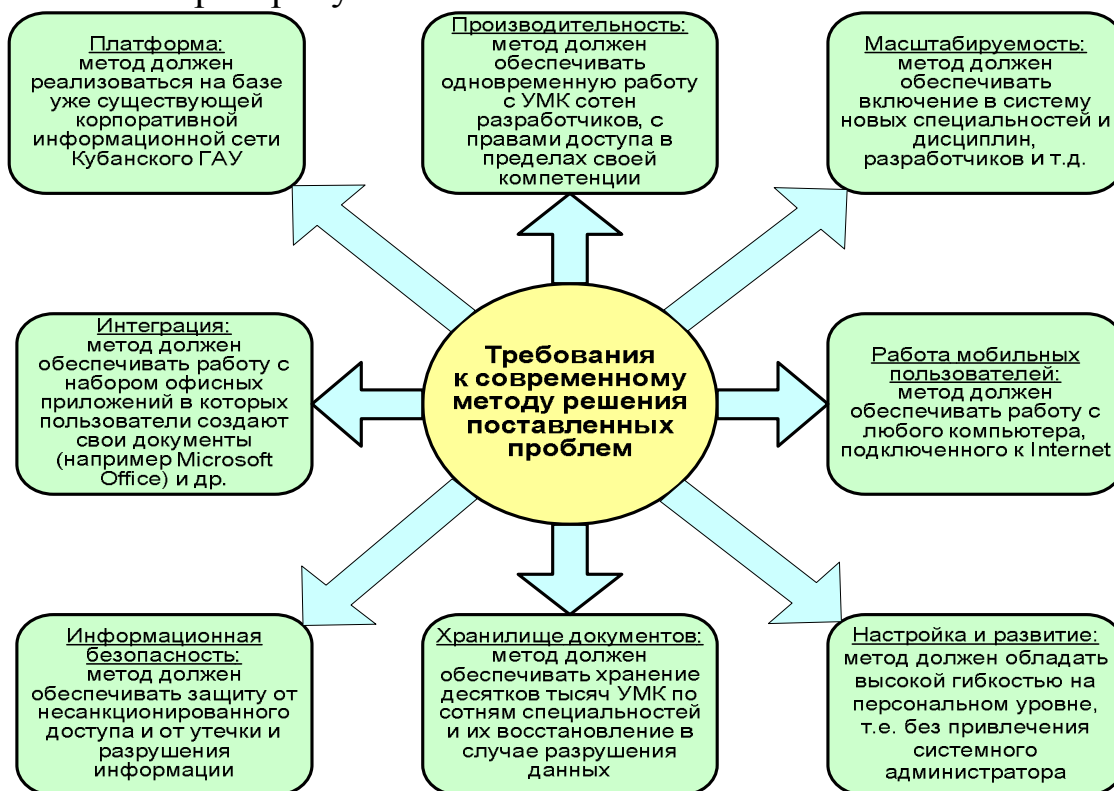 Платформа:
метод должен
реализоваться на базе
уже существующей
корпоративной
информационной сети
Кубанского ГАУ
Производительность:
метод должен
обеспечивать
одновременную работу
с УМК сотен
разработчиков, с
правами доступа в
пределах своей
компетенции
Масштабируемость:
метод должен
обеспечивать
включение в систему
новых специальностей и
дисциплин,
разработчиков и т.д.
Интеграция:
метод должен
обеспечивать работу с
набором офисных
приложений в которых
пользователи создают
свои документы
(например Microsoft
Office) и др.
Требования
к современному
методу решения
поставленных
проблем
Работа мобильных
пользователей:
метод должен
обеспечивать работу с
любого компьютера,
подключенного к Internet
Информационная
безопасность:
метод должен
обеспечивать защиту от
несанкционированного
доступа и от утечки и
разрушения
информации
Хранилище документов:
метод должен
обеспечивать хранение
десятков тысяч УМК по
сотням специальностей
и их восстановление в
случае разрушения
данных
Настройка и развитие:
метод должен обладать
высокой гибкостью на
персональном уровне,
т.е. без привлечения
системного
администратора